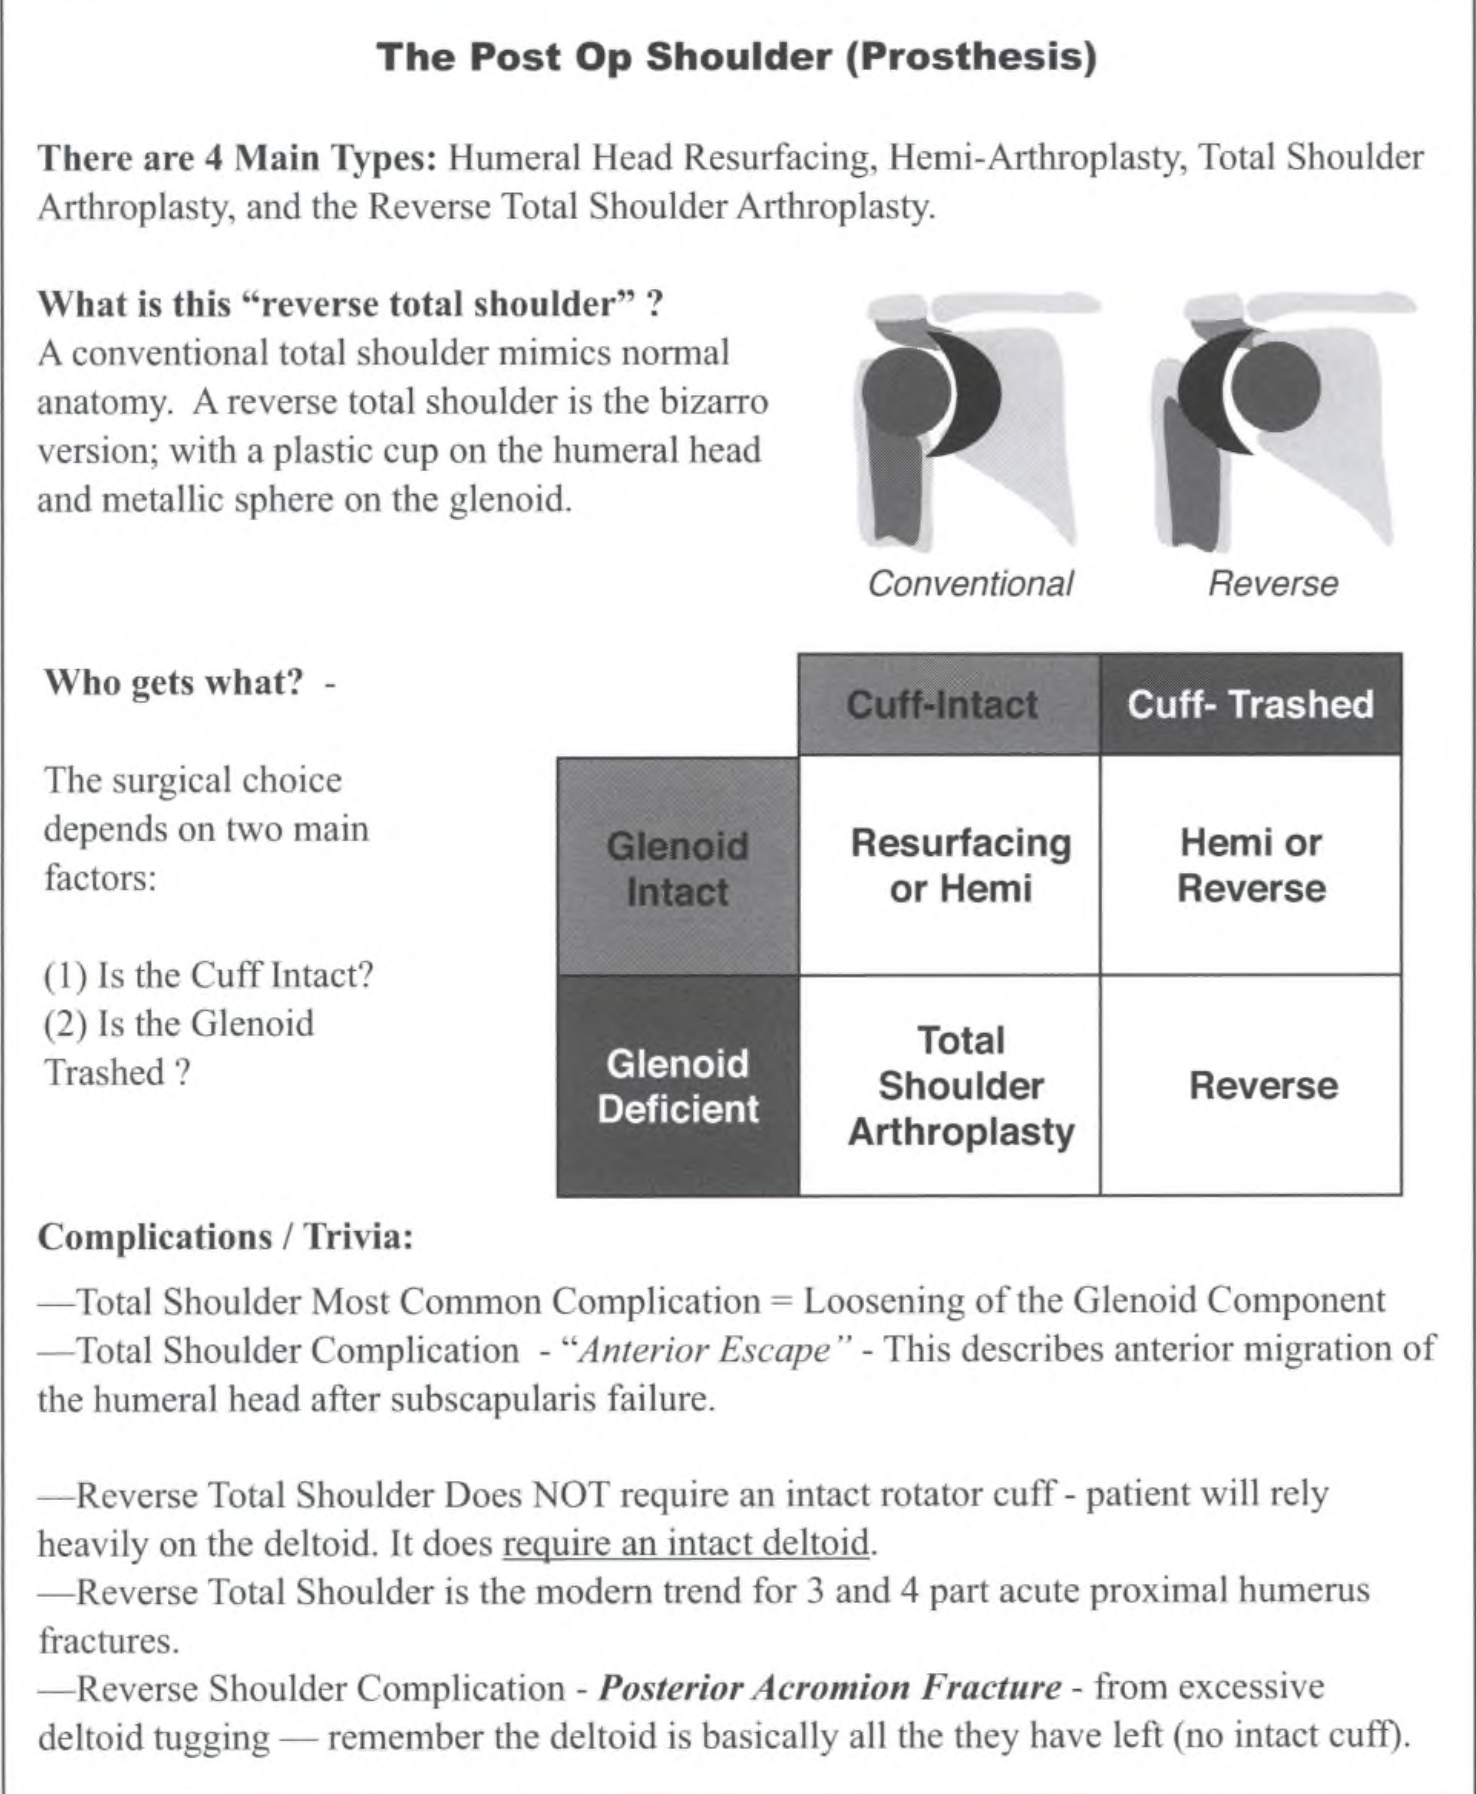 The Post Op Shoulder (Prosthesis)
There are 4 Main Types: Humeral Head Resurfacing, Hemi-Arthroplasty, Total Shoulder
Arthroplasty, and the Reverse Total Shoulder Arthroplasty.
What is this “reverse total shoulder” ?
A conventional total shoulder mimics normal
anatomy. A reverse total shoulder is the bizarro
version; with a plastic cup on the humeral head
and metallic sphere on the glenoid.
Conventional
Reverse
Who gets what? -
The surgical choice
depends on two main
factors:
(1) Is the Cuff Intact?
(2) Is the Glenoid
Trashed ?
Cuff-Intact
Cuff- Trashed
Glenoid
Intact
Resurfacing
or Hemi
Hemi or
Reverse
Glenoid
Deficient
Total
Shoulder
Arthroplasty
Reverse
Complications / Trivia:
—Total Shoulder Most Common Complication = Loosening of the Glenoid Component
—Total Shoulder Complication - “Anterior Escape” - This describes anterior migration of
the humeral head after subscapularis failure.
—Reverse Total Shoulder Does NOT require an intact rotator cuff - patient will rely
heavily on the deltoid. It does require an intact deltoid.
—Reverse Total Shoulder is the modern trend for 3 and 4 part acute proximal humerus
fractures.
—Reverse Shoulder Complication - Posterior Acromion Fracture - from excessive
deltoid tugging — remember the deltoid is basically all the they have left (no intact cuff).